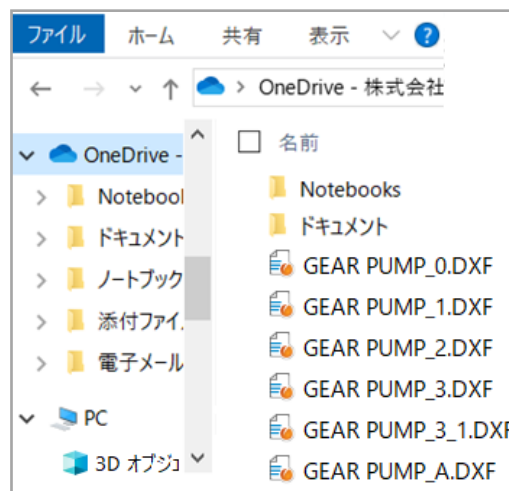 ファイル ホーム 共有 表示 ?
OneDrive - 株式会社
OneDrive -
Notebool
ドキュメント
ノートブック
添付ファイ
電子メール
PC
3D オブジェ
名前
Notebooks
ドキュメント
GEAR PUMP_0.DXF
GEAR PUMP_1.DXF
GEAR PUMP_2.DXF
GEAR PUMP_3.DXF
GEAR PUMP_3_1.DXF
GEAR PUMP_A.DXF